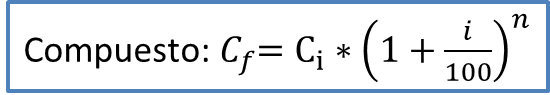 Compuesto: C_f = C_i * (1 + i/100)^n